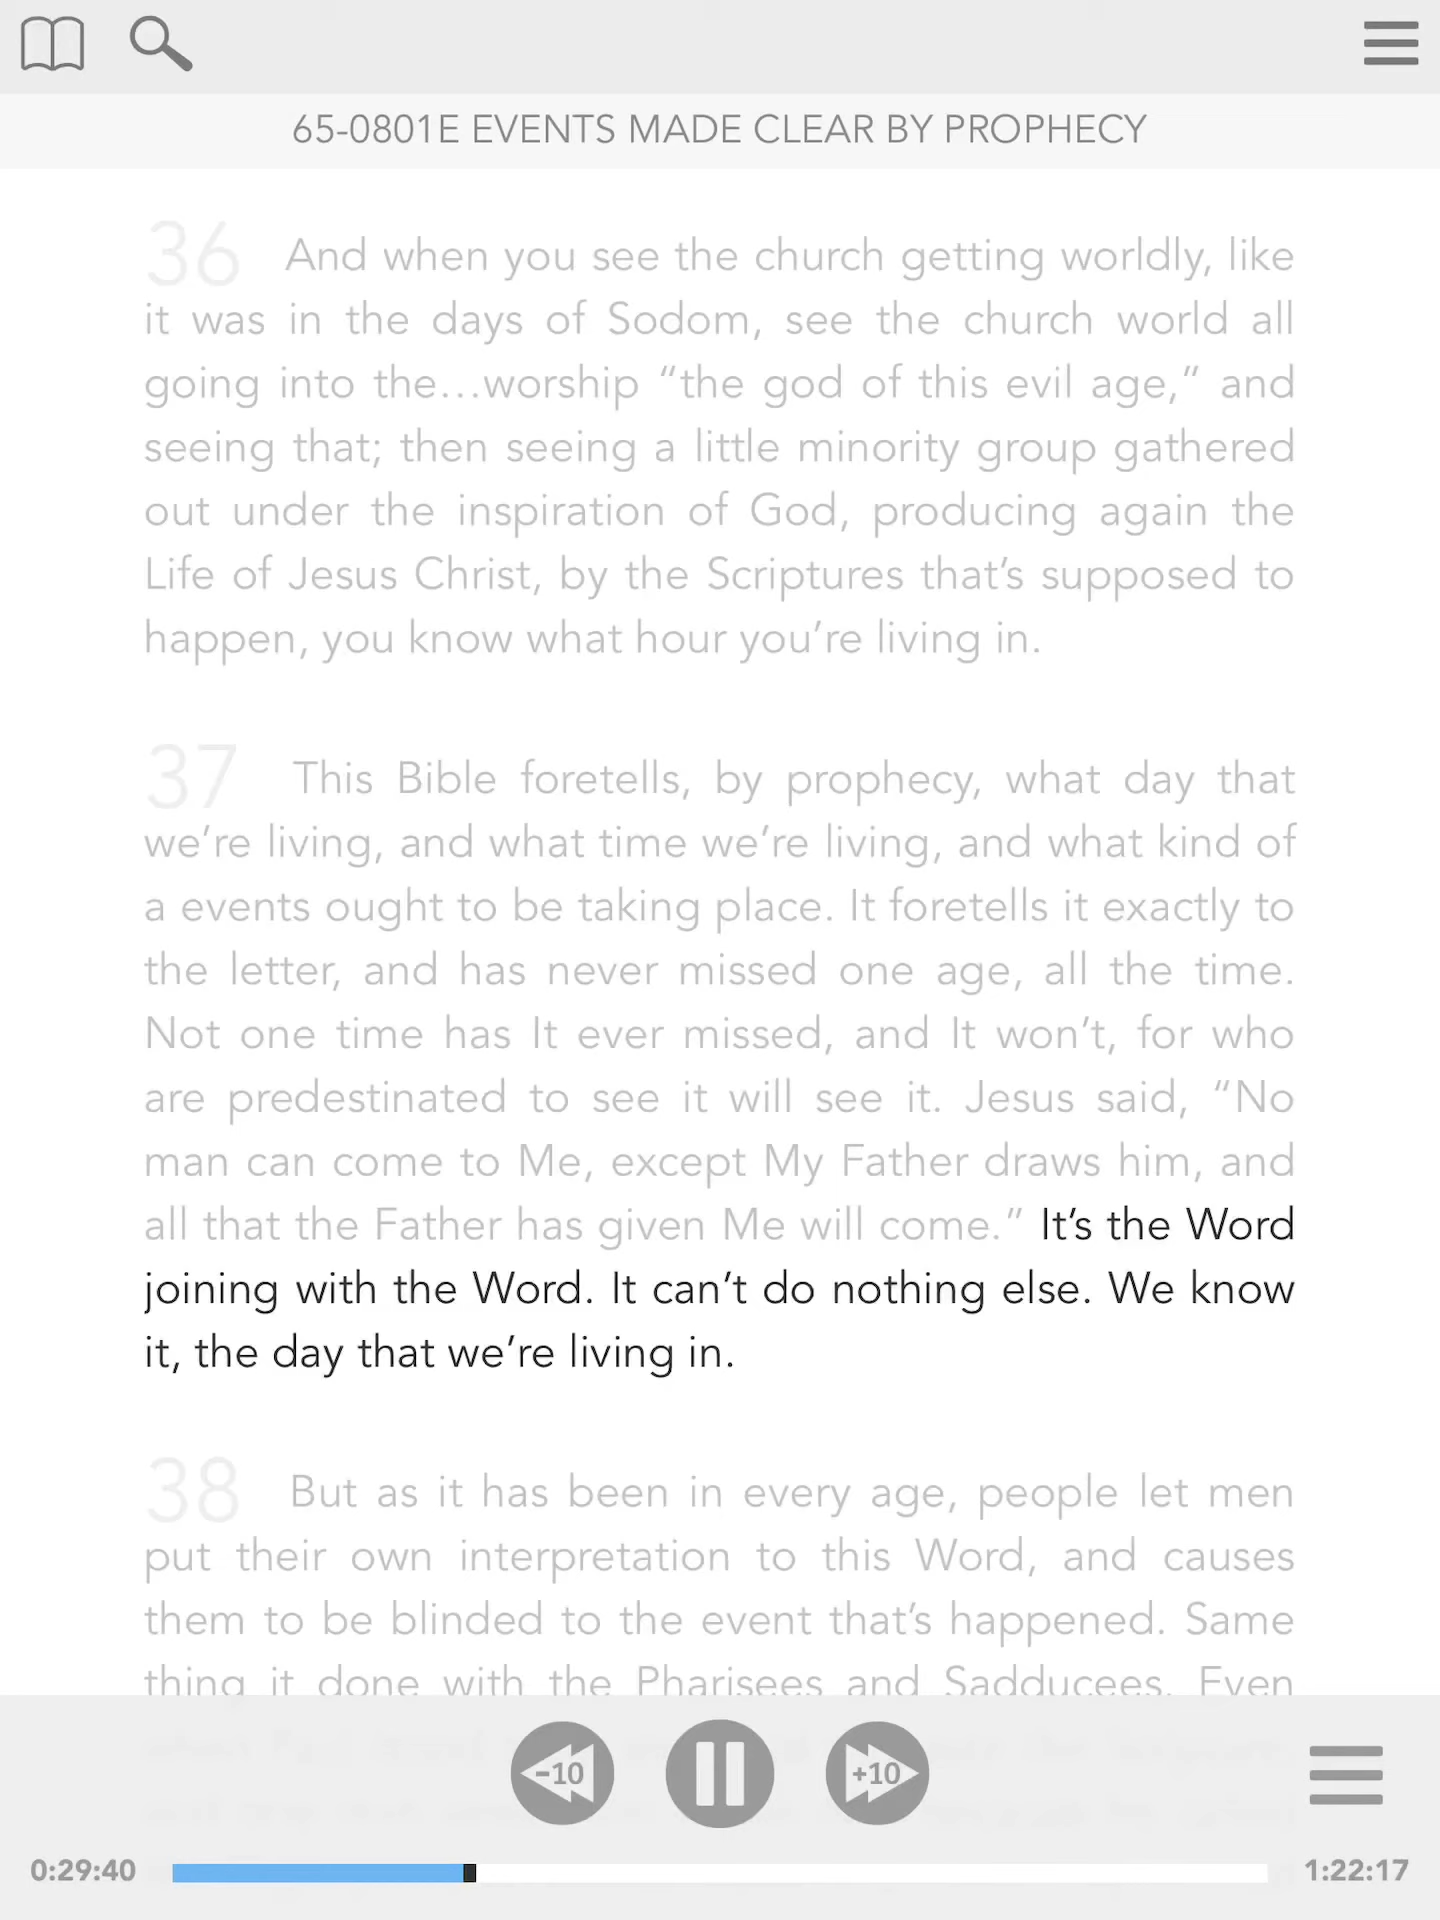 65-0801E EVENTS MADE CLEAR BY PROPHECY
36 And when you see the church getting worldly, like
it was in the days of Sodom, see the church world all
going into the…worship “the god of this evil age,” and
seeing that; then seeing a little minority group gathered
out under the inspiration of God, producing again the
Life of Jesus Christ, by the Scriptures that’s supposed to
happen, you know what hour you’re living in.
37 This Bible foretells, by prophecy, what day that
we’re living, and what time we’re living, and what kind of
a events ought to be taking place. It foretells it exactly to
the letter, and has never missed one age, all the time.
Not one time has It ever missed, and It won’t, for who
are predestinated to see it will see it. Jesus said, “No
man can come to Me, except My Father draws him, and
all that the Father has given Me will come.” It’s the Word
joining with the Word. It can’t do nothing else. We know
it, the day that we’re living in.
38 But as it has been in every age, people let men
put their own interpretation to this Word, and causes
them to be blinded to the event that’s happened. Same
thing it done with the Pharisees and Sadducees. Even
-10 +10
0:29:40 1:22:17